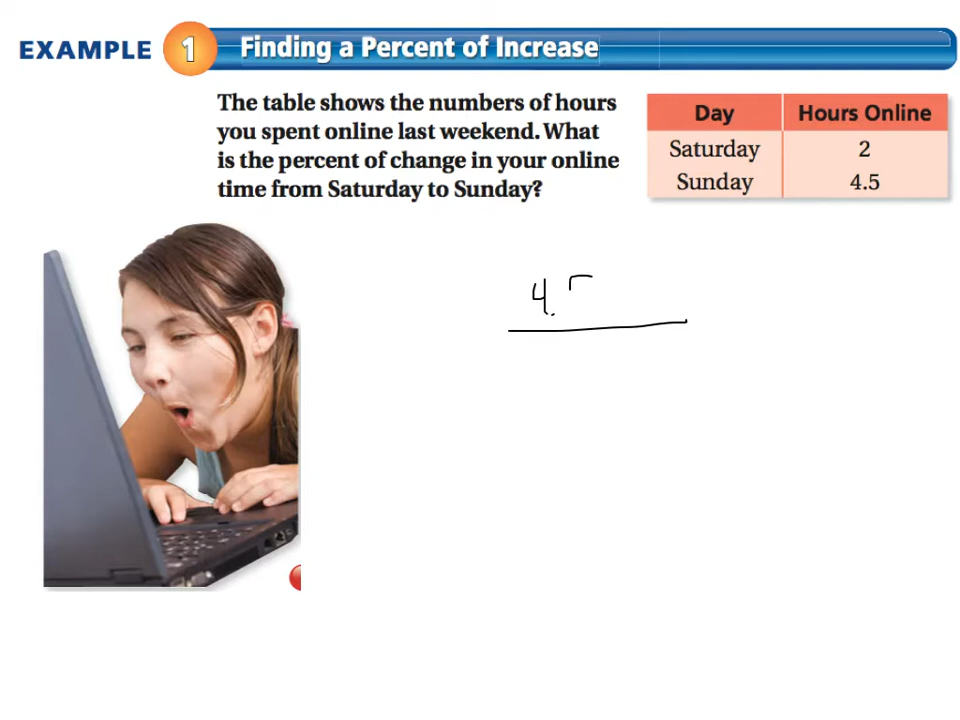 EXAMPLE 1 Finding a Percent of Increase
The table shows the numbers of hours
you spent online last weekend. What
is the percent of change in your online
time from Saturday to Sunday?
Day Hours Online
Saturday 2
Sunday 4.5
4.